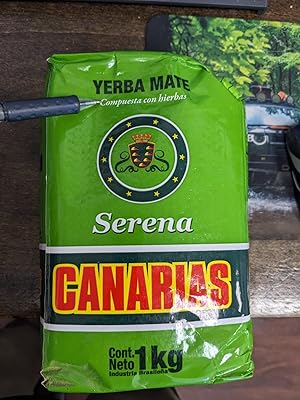 YERBA MATE
Compuesta con hierbas
Serena
CANARIAS
Cont.
Neto 1kg
Industria Brasileña